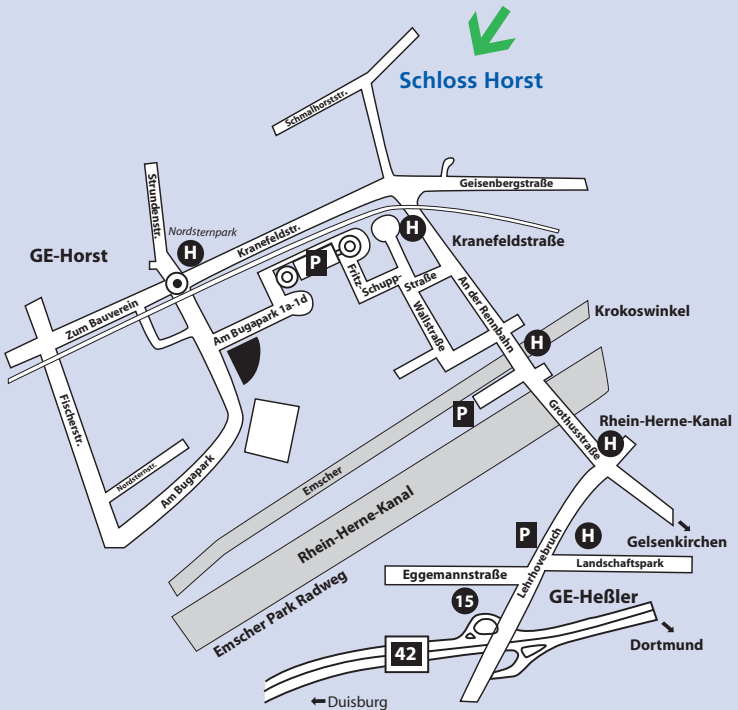 Schloss Horst
Schmalhorststr.
Geisenbergstraße
Strundenstr.
Nordsternpark
H
Kranefeldstr.
H
Kranefeldstraße
GE-Horst
P
Fritz-
Schupp-
Straße
An der Rennbahn
Zum Bauverein
Am Bugapark 1a-1d
Wallstraße
Krokoswinkel
H
Fischerstr.
P
Grothusstraße
Rhein-Herne-Kanal
H
Nordsternstr.
Am Bugapark
Emscher
Rhein-Herne-Kanal
Gelsenkirchen
P
H
Lehrhovebruch
Landschaftspark
Eggemannstraße
Emscher Park Radweg
15
GE-Heßler
42
Dortmund
Duisburg